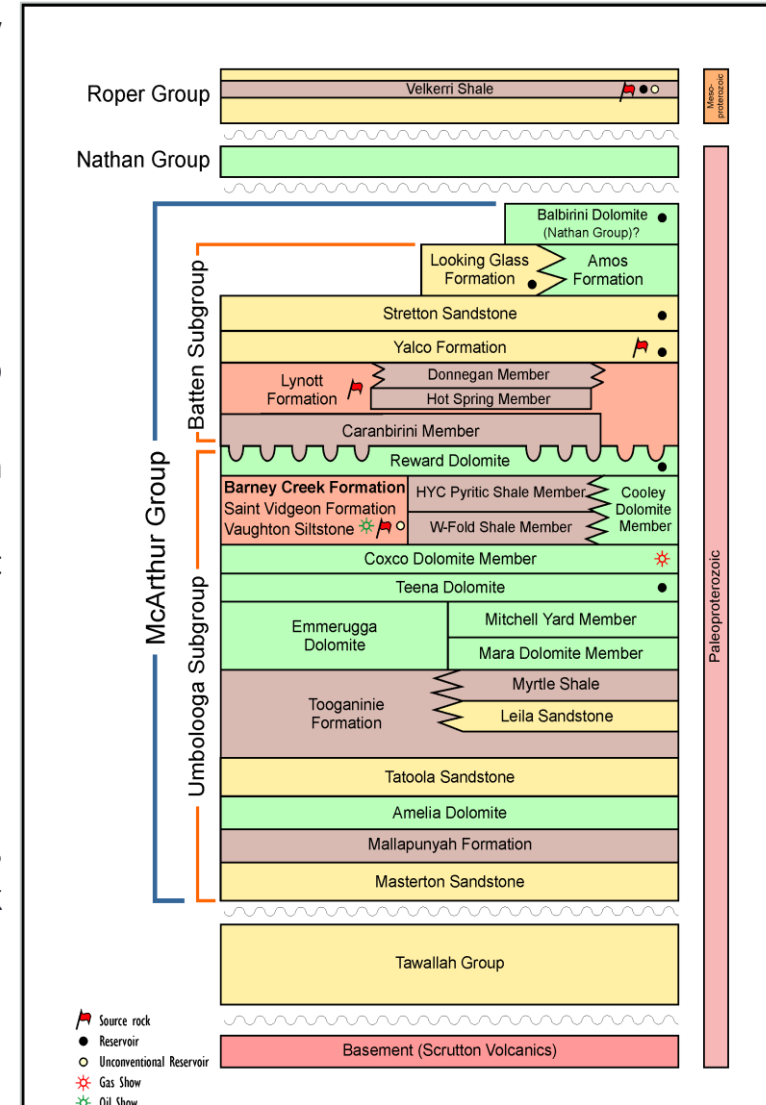 Roper Group
Velkerri Shale
Meso-
proterozoic
Nathan Group
Balbirini Dolomite
(Nathan Group)?
Looking Glass
Formation
Amos
Formation
Stretton Sandstone
Yalco Formation
Lynott
Formation
Donnegan Member
Hot Spring Member
Caranbirini Member
Batten Subgroup
Reward Dolomite
Barney Creek Formation
Saint Vidgeon Formation
Vaughton Siltstone
HYC Pyritic Shale Member
W-Fold Shale Member
Cooley
Dolomite
Member
Coxco Dolomite Member
Teena Dolomite
Emmerugga
Dolomite
Mitchell Yard Member
Mara Dolomite Member
Tooganinie
Formation
Myrtle Shale
Leila Sandstone
Tatoola Sandstone
Amelia Dolomite
Mallapunyah Formation
Masterton Sandstone
Umbolooga Subgroup
McArthur Group
Paleoproterozoic
Tawallah Group
Basement (Scrutton Volcanics)
Source rock
Reservoir
Unconventional Reservoir
Gas Show
Oil Show